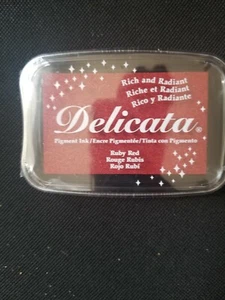 Rich and Radiant
Riche et Radiant
Rico y Radiante
Delicata®
Pigment Ink/Encre Pigmentée/Tinta con Pigmento
Ruby Red
Rouge Rubis
Rojo Rubí